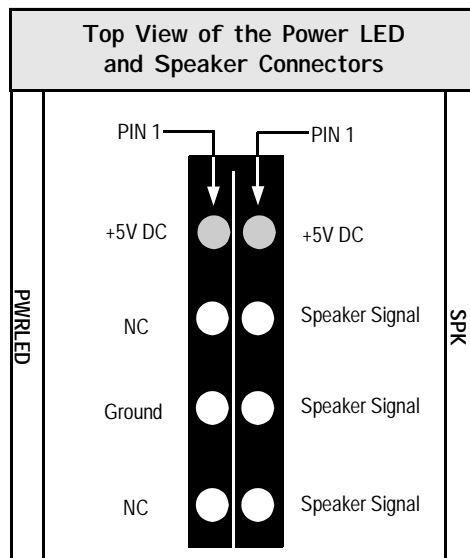 Top View of the Power LED
and Speaker Connectors
PIN 1
PIN 1
+5V DC
+5V DC
PWRLED
NC
Speaker Signal
SPK
Ground
Speaker Signal
NC
Speaker Signal